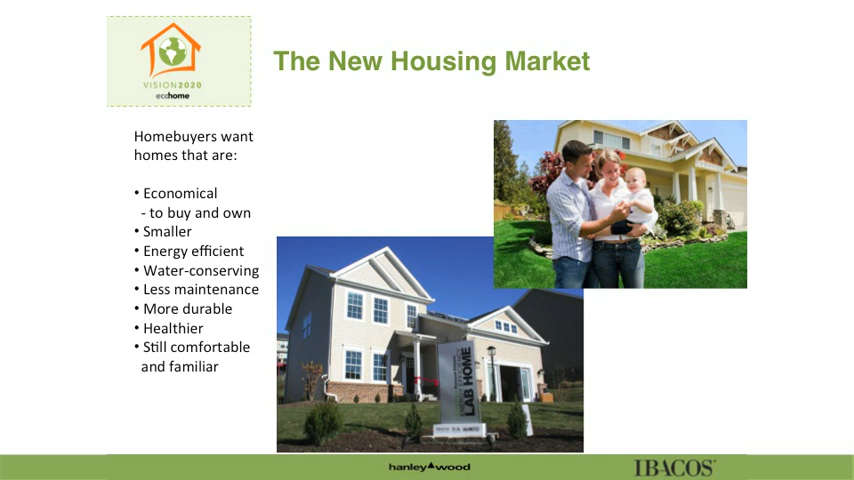 VISION2020
ecohome
The New Housing Market
Homebuyers want
homes that are:
• Economical
- to buy and own
• Smaller
• Energy efficient
• Water-conserving
• Less maintenance
• More durable
• Healthier
• Still comfortable
and familiar
LAB HOME
hanley wood
IBACOS